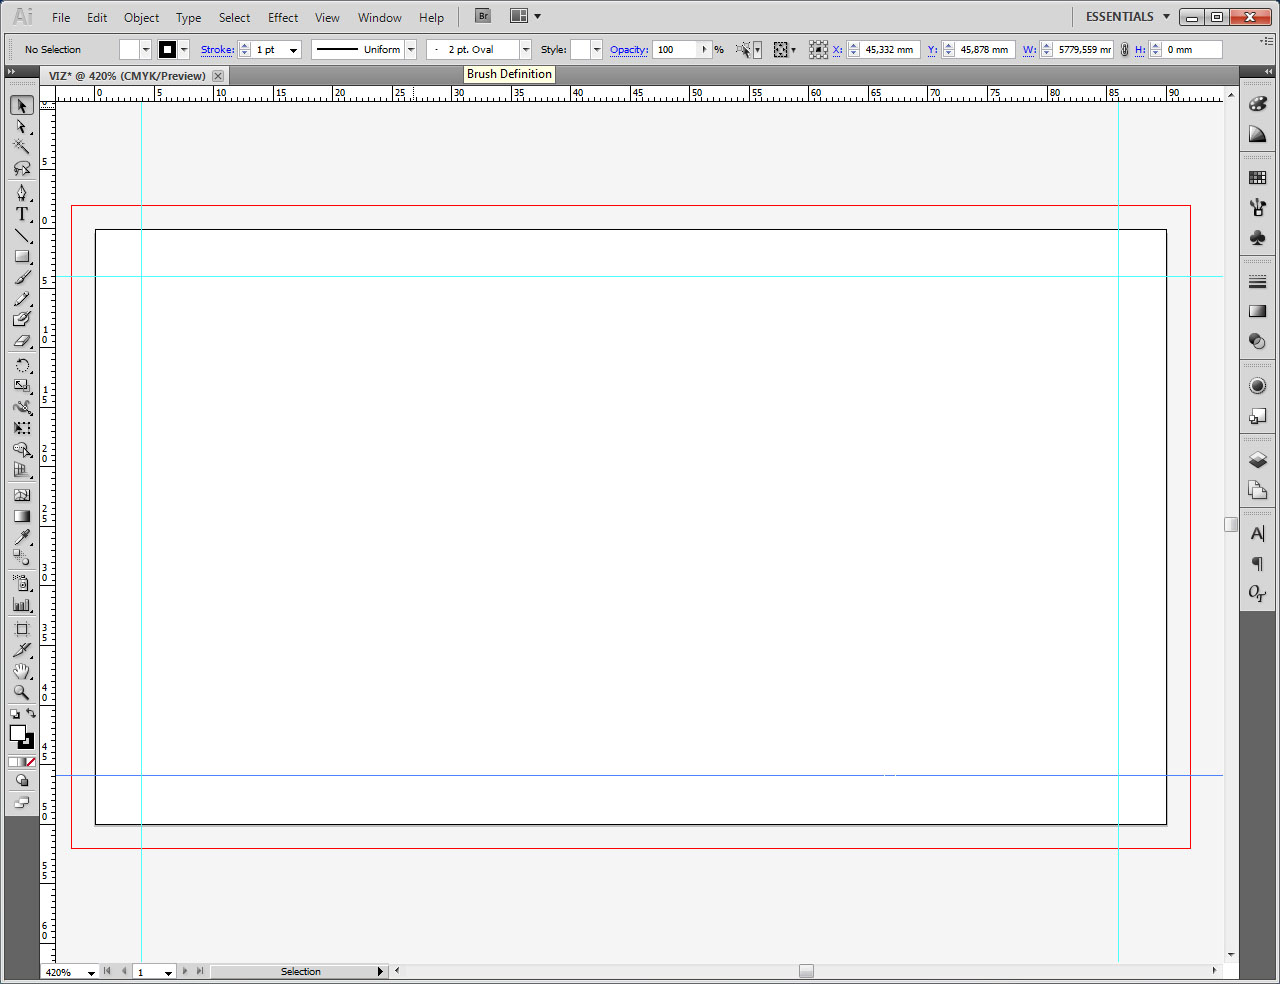 Ai File Edit Object Type Select Effect View Window Help Br ESSENTIALS
No Selection Stroke: 1 pt Uniform 2 pt. Oval Style: Opacity: 100 % X: 45,332 mm Y: 45,878 mm W: 5779,559 mm H: 0 mm
VIZ* @ 420% (CMYK/Preview)
Brush Definition
0 5 10 15 20 25 30 35 40 45 50 55 60 65 70 75 80 85 90
5
0
5
10
15
20
25
30
35
40
45
50
55
60
T
A
¶
OT
420% 1 Selection